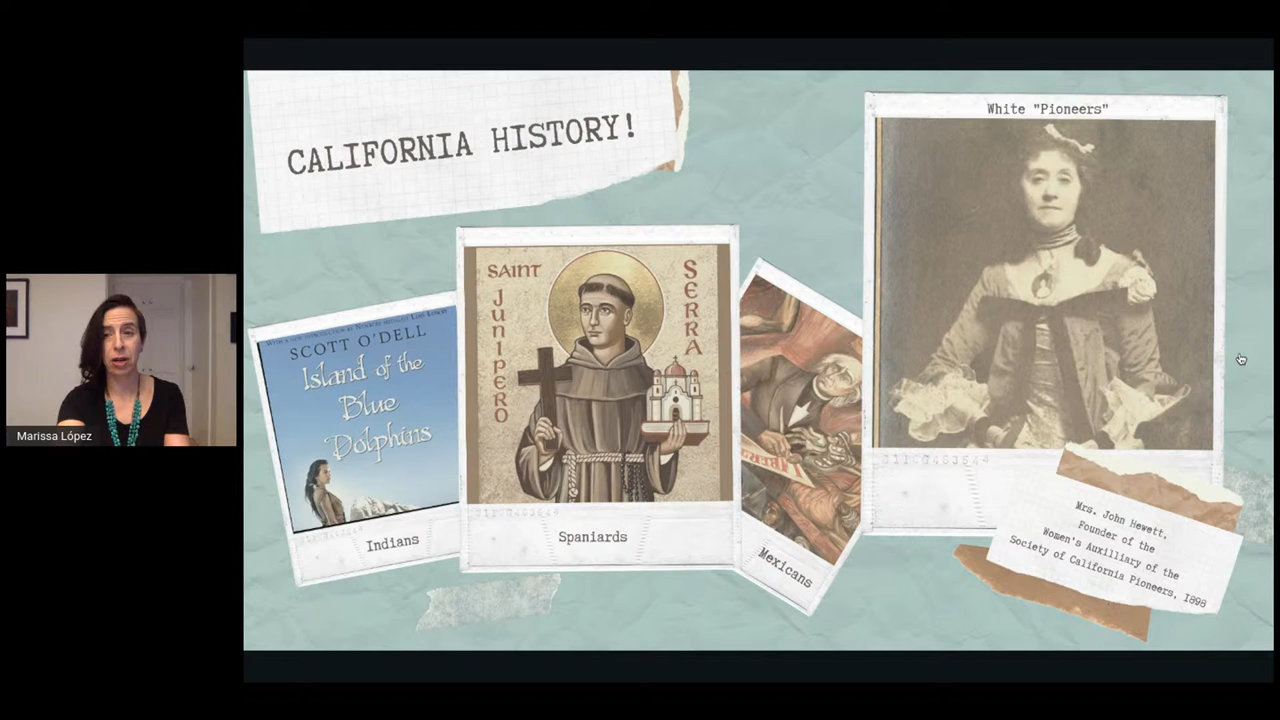 CALIFORNIA HISTORY!
White "Pioneers"
SAINT
JUNIPERO
SERRA
SCOTT O'DELL
Island of the
Blue
Dolphins
Indians
Spaniards
Mexicans
Mrs. John Hewett.
Founder of the
Women's Auxilliary of the
Society of California Pioneers, 1898
Marissa López